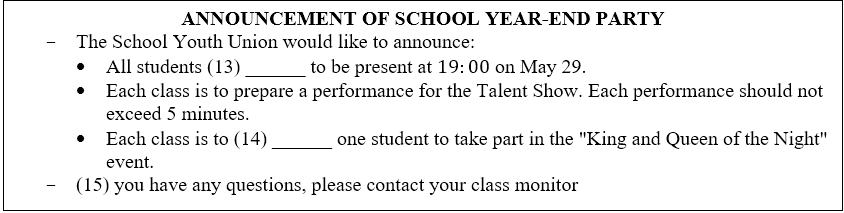 ANNOUNCEMENT OF SCHOOL YEAR-END PARTY
– The School Youth Union would like to announce:
• All students (13) ______ to be present at 19: 00 on May 29.
• Each class is to prepare a performance for the Talent Show. Each performance should not
exceed 5 minutes.
• Each class is to (14) ______ one student to take part in the "King and Queen of the Night"
event.
– (15) you have any questions, please contact your class monitor